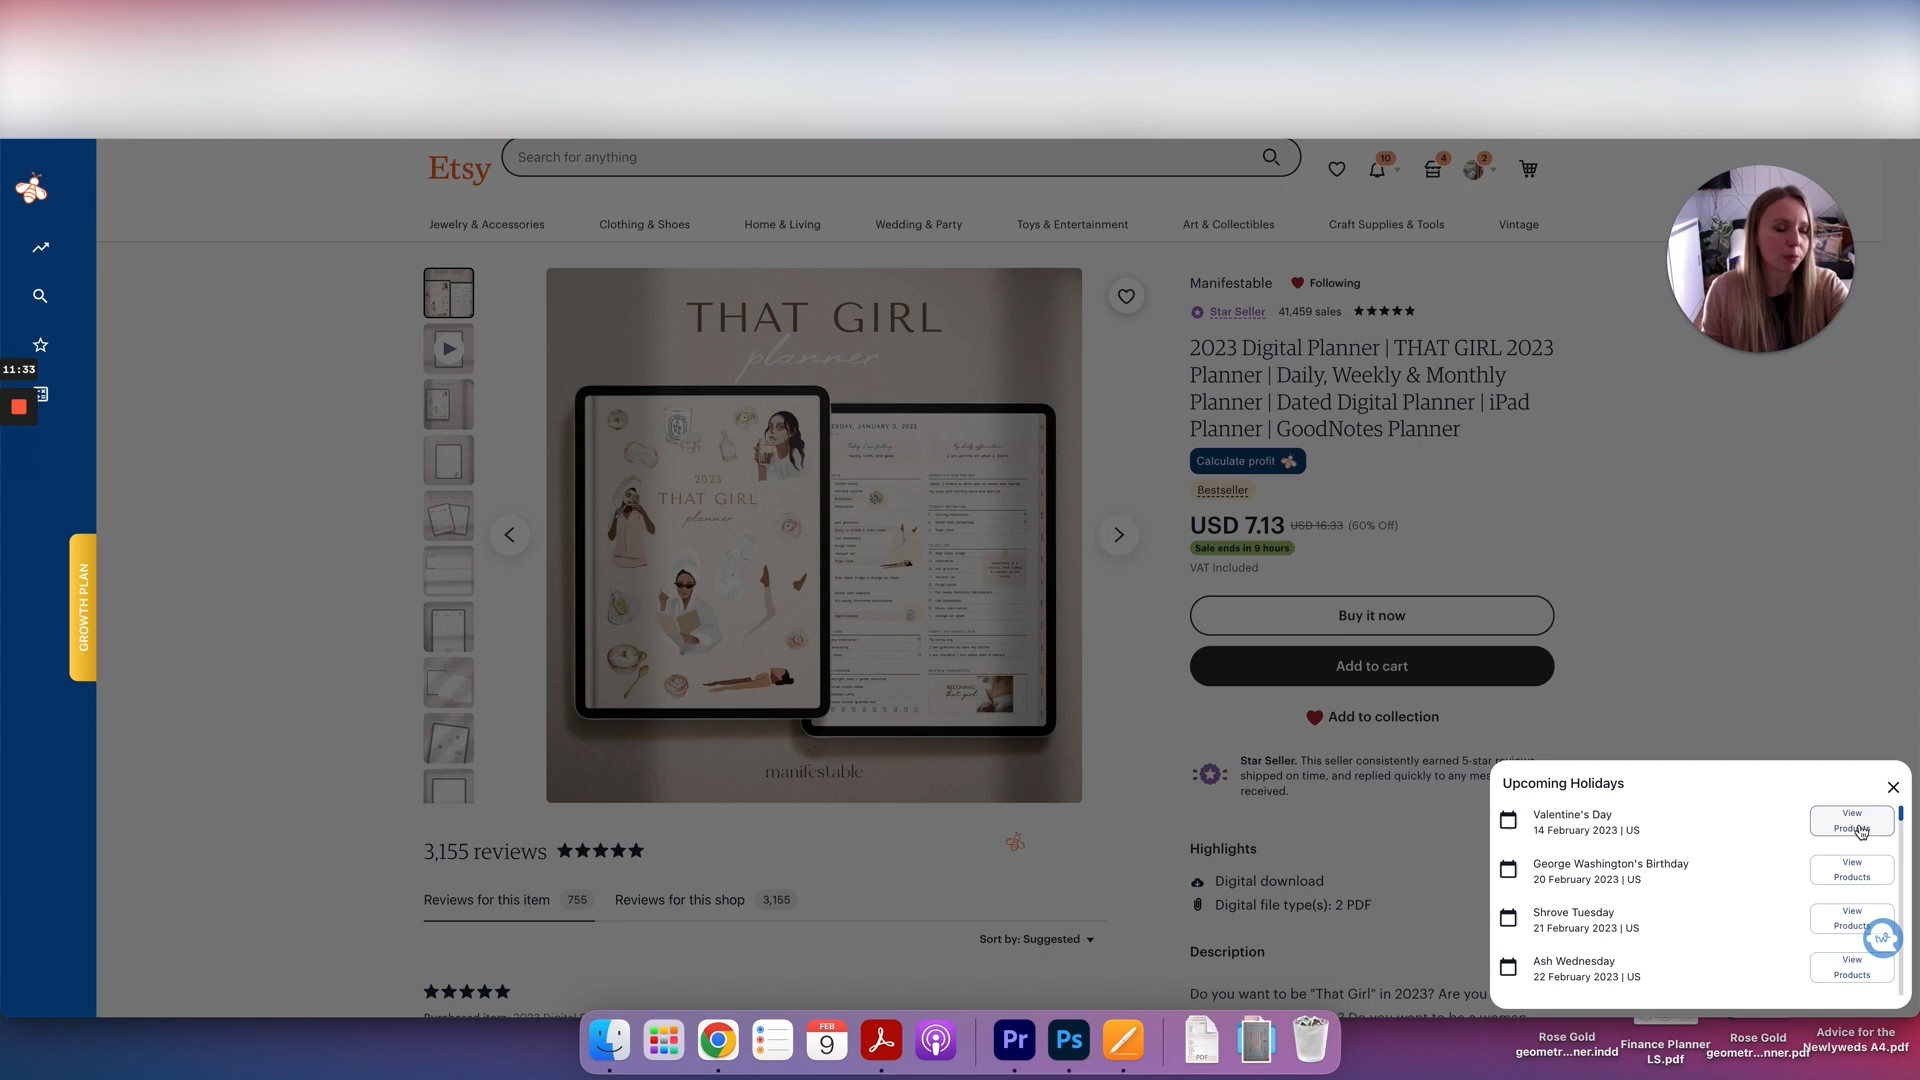 Etsy
Search for anything
10
4
2
Jewelry & Accessories
Clothing & Shoes
Home & Living
Wedding & Party
Toys & Entertainment
Art & Collectibles
Craft Supplies & Tools
Vintage
11:33
GROWTH PLAN
THAT GIRL
planner
2023
THAT GIRL
planner
ESDAY, JANUARY 3, 2023
manifestable
Manifestable
Following
Star Seller
41,459 sales
2023 Digital Planner | THAT GIRL 2023
Planner | Daily, Weekly & Monthly
Planner | Dated Digital Planner | iPad
Planner | GoodNotes Planner
Calculate profit
Bestseller
USD 7.13 USD 16.33 (60% Off)
Sale ends in 9 hours
VAT Included
Buy it now
Add to cart
Add to collection
Star Seller. This seller consistently earned 5-star
shipped on time, and replied quickly to any
received.
3,155 reviews
Reviews for this item 755
Reviews for this shop 3,155
Sort by: Suggested
Highlights
Digital download
Digital file type(s): 2 PDF
Description
Do you want to be "That Girl" in 2023? Are you
Upcoming Holidays
Valentine's Day
14 February 2023 | US
View
Products
George Washington's Birthday
20 February 2023 | US
View
Products
Shrove Tuesday
21 February 2023 | US
View
Products
Ash Wednesday
22 February 2023 | US
View
Products
tw
FEB
9
Pr
Ps
PDF
Rose Gold
geometr...ner.indd
Finance Planner
LS.pdf
Rose Gold
geometr...nner.pdf
Advice for the
Newlyweds A4.pdf